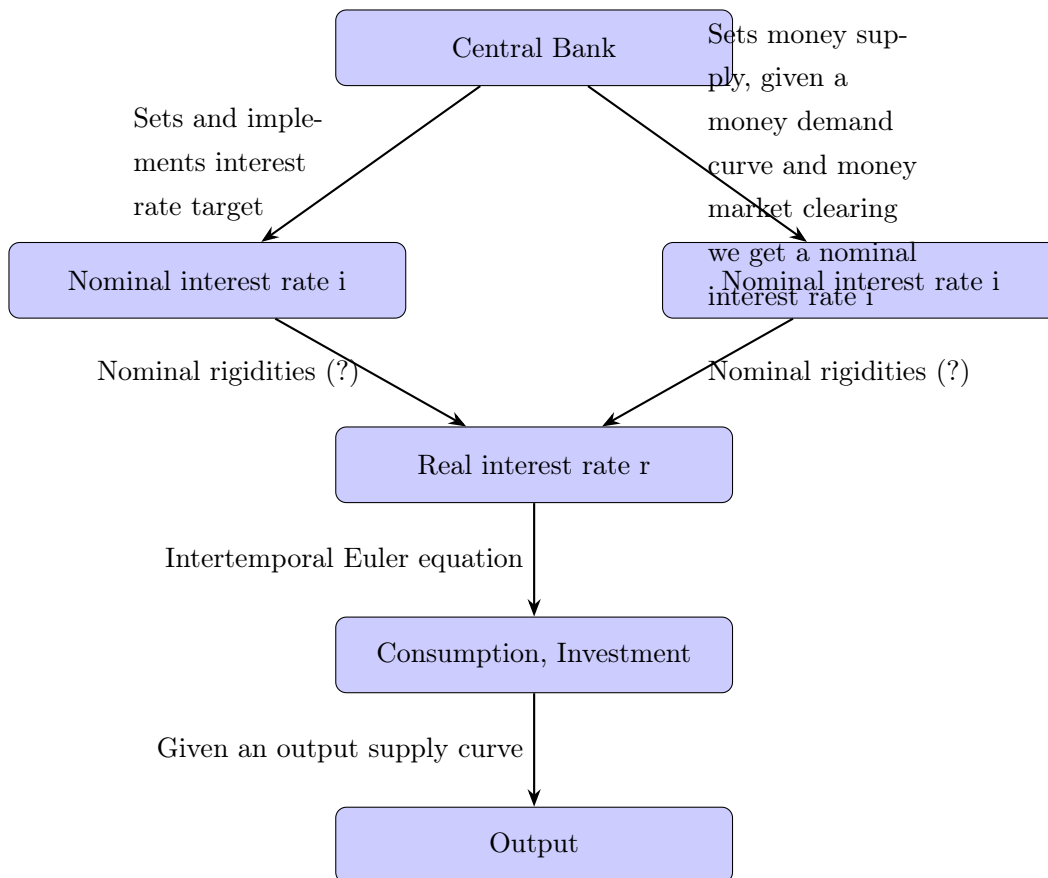 Central Bank
Sets and imple-
ments interest
rate target
Sets money sup-
ply, given a
money demand
curve and money
market clearing
we get a nominal
interest rate i
Nominal interest rate i
Nominal interest rate i
Nominal rigidities (?)
Nominal rigidities (?)
Real interest rate r
Intertemporal Euler equation
Consumption, Investment
Given an output supply curve
Output